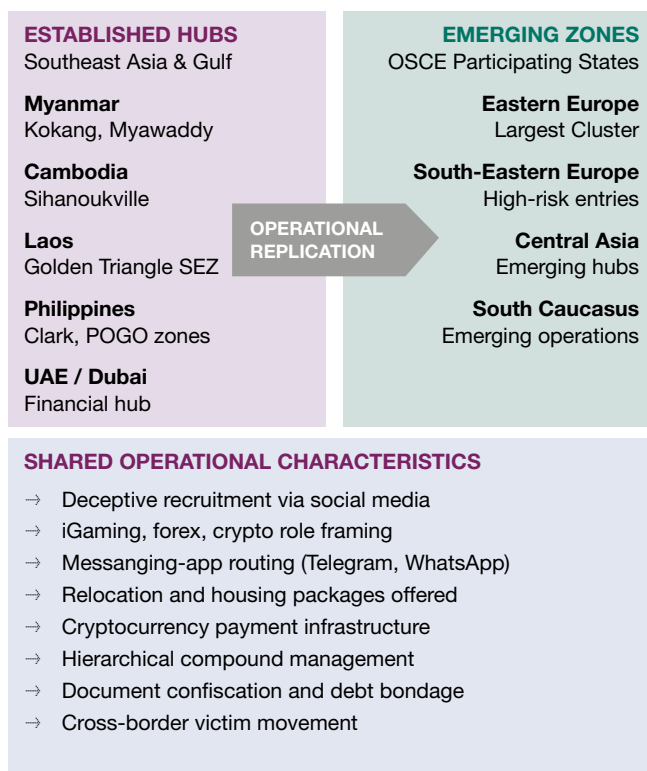 ESTABLISHED HUBS
Southeast Asia & Gulf
Myanmar
Kokang, Myawaddy
Cambodia
Sihanoukville
Laos
Golden Triangle SEZ
Philippines
Clark, POGO zones
UAE / Dubai
Financial hub
OPERATIONAL
REPLICATION
EMERGING ZONES
OSCE Participating States
Eastern Europe
Largest Cluster
South-Eastern Europe
High-risk entries
Central Asia
Emerging hubs
South Caucasus
Emerging operations
SHARED OPERATIONAL CHARACTERISTICS
→ Deceptive recruitment via social media
→ iGaming, forex, crypto role framing
→ Messanging-app routing (Telegram, WhatsApp)
→ Relocation and housing packages offered
→ Cryptocurrency payment infrastructure
→ Hierarchical compound management
→ Document confiscation and debt bondage
→ Cross-border victim movement